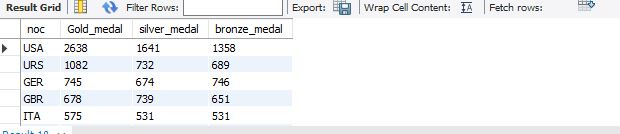 Result Grid Filter Rows: Export: Wrap Cell Content: Fetch rows:
noc Gold_medal silver_medal bronze_medal
USA 2638 1641 1358
URS 1082 732 689
GER 745 674 746
GBR 678 739 651
ITA 575 531 531